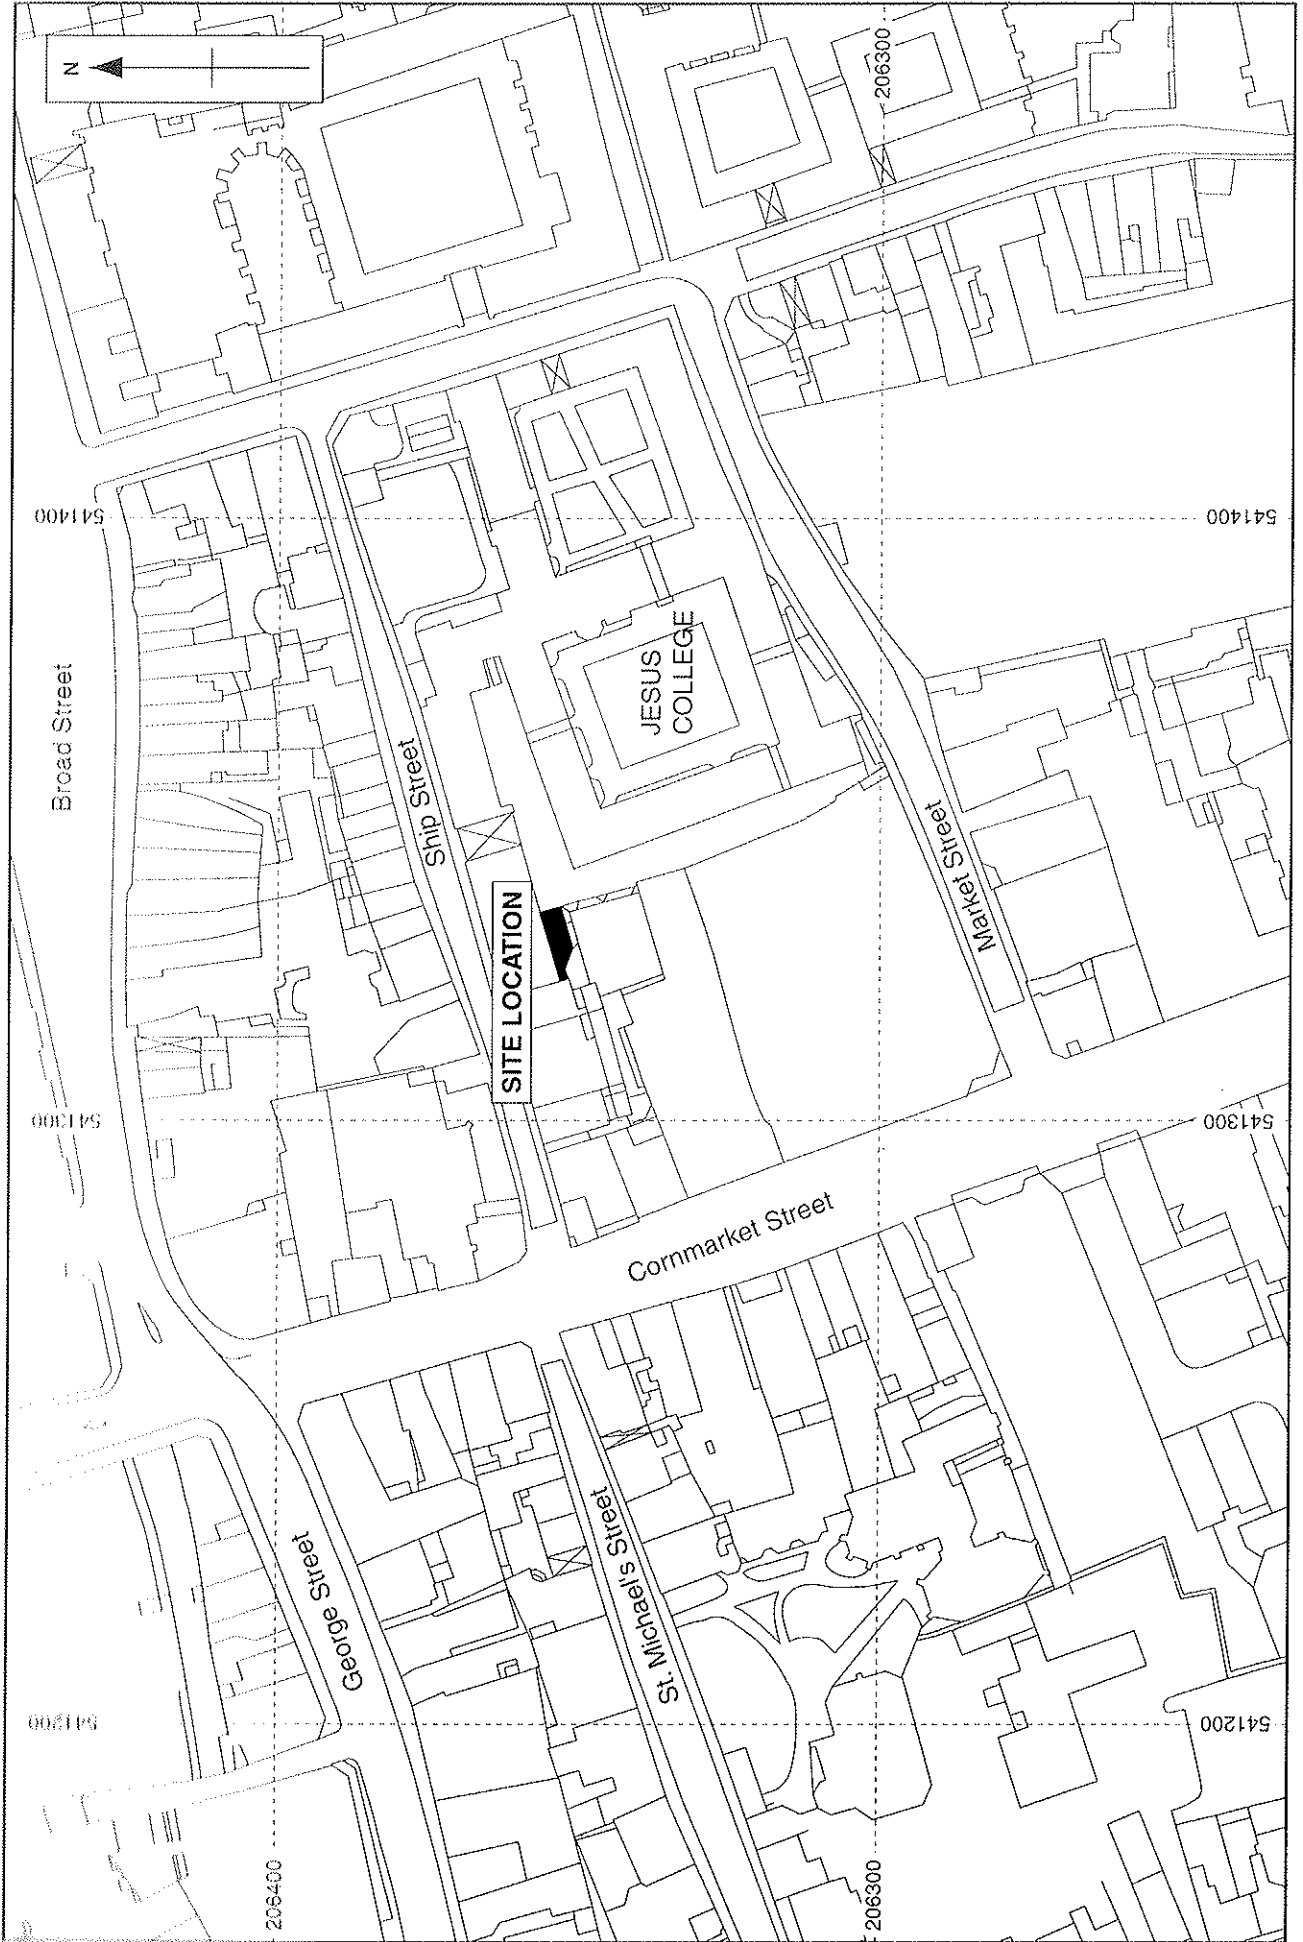 N
541200
541300
541400
Broad Street
206400
206400
George Street
Ship Street
SITE LOCATION
St. Michael's Street
JESUS
COLLEGE
Cornmarket Street
Market Street
206300
206300
541200
541300
541400